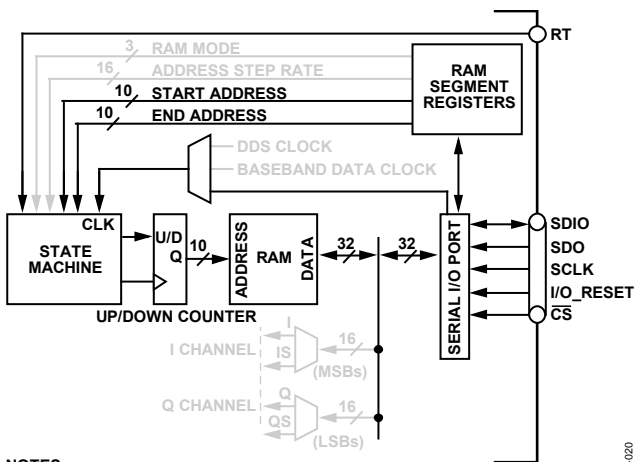 RT
3 RAM MODE
16 ADDRESS STEP RATE
10 START ADDRESS
10 END ADDRESS
RAM
SEGMENT
REGISTERS
DDS CLOCK
BASEBAND DATA CLOCK
CLK
STATE
MACHINE
U/D
Q
10
ADDRESS
RAM
DATA
32
32
SERIAL I/O PORT
SDIO
SDO
SCLK
I/O_RESET
CS
UP/DOWN COUNTER
I CHANNEL
I
IS
16
(MSBs)
Q CHANNEL
Q
QS
16
(LSBs)
-020